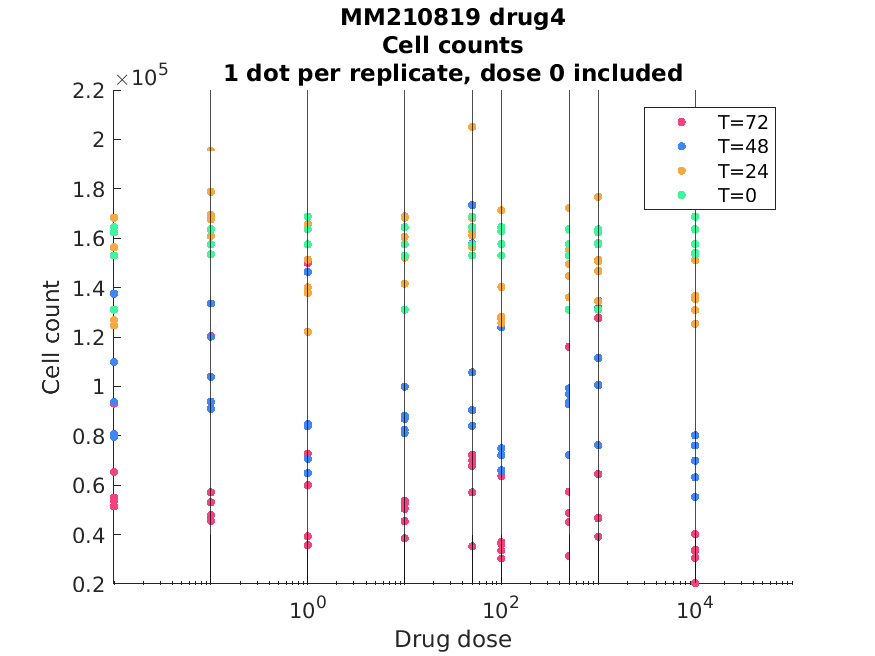 MM210819 drug4
Cell counts
1 dot per replicate, dose 0 included
×10^5
2.2
2
1.8
1.6
1.4
1.2
1
0.8
0.6
0.4
0.2
Cell count
T=72
T=48
T=24
T=0
10^0
10^2
10^4
Drug dose